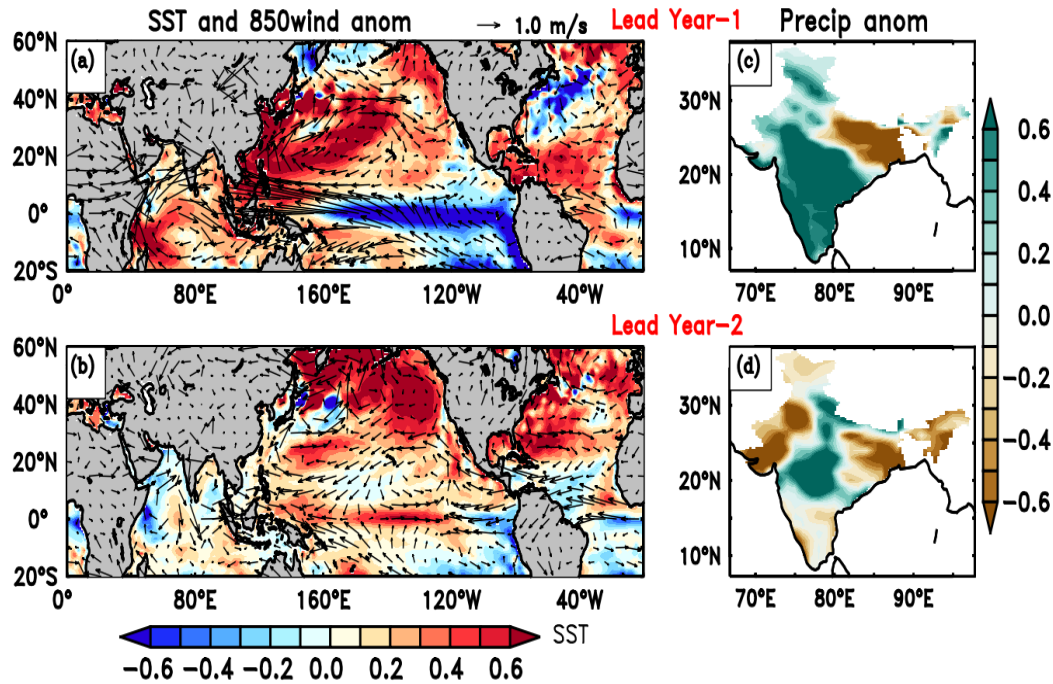 SST and 850wind anom → 1.0 m/s Lead Year-1 Precip anom
60°N (a) (c)
40°N 30°N 0.6
20°N 20°N 0.4
0° 10°N 0.2
20°S 0.0
0° 80°E 160°E 120°W 40°W 70°E 80°E 90°E
Lead Year-2
60°N (b) (d) -0.2
40°N 30°N -0.4
20°N 20°N -0.6
0° 10°N
20°S
0° 80°E 160°E 120°W 40°W 70°E 80°E 90°E
SST
-0.6 -0.4 -0.2 0.0 0.2 0.4 0.6